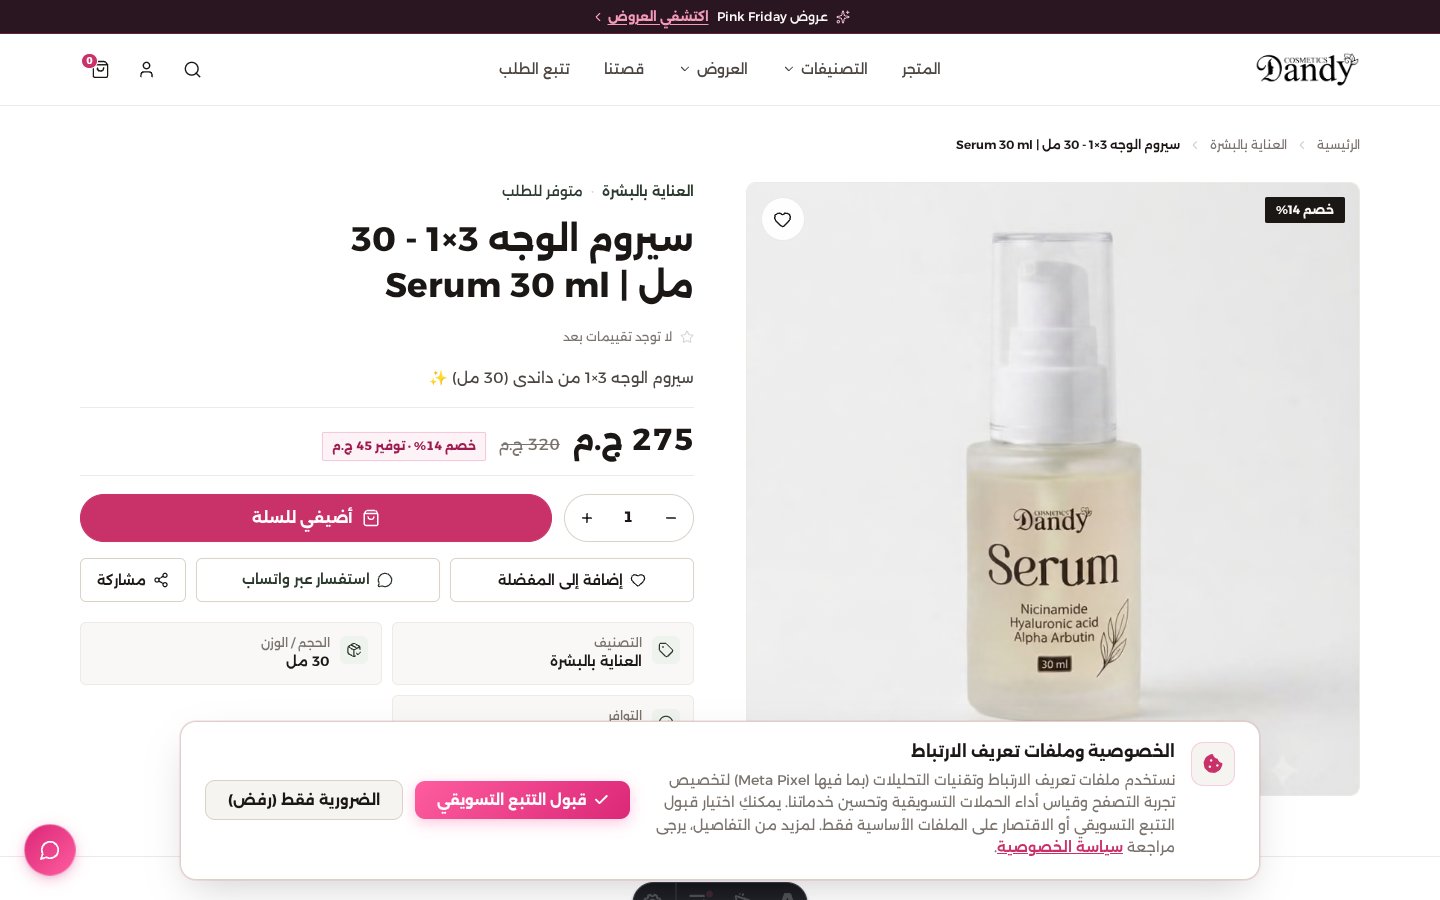 عروض Pink Friday اكتشفي العروض
Dandy
COSMETICS
المتجر
التصنيفات
العروض
قصتنا
تتبع الطلب
0
الرئيسية
العناية بالبشرة
سيروم الوجه 3×1 - 30 مل | Serum 30 ml
خصم 14%
Dandy
COSMETICS
Serum
Nicinamide
Hyaluronic acid
Alpha Arbutin
30 ml
العناية بالبشرة · متوفر للطلب
سيروم الوجه 3×1 - 30
مل | Serum 30 ml
لا توجد تقييمات بعد
سيروم الوجه 3×1 من داندى (30 مل) ✨
275 ج.م
320 ج.م
خصم 14% · توفير 45 ج.م
1
أضيفي للسلة
إضافة إلى المفضلة
استفسار عبر واتساب
مشاركة
التصنيف
العناية بالبشرة
الحجم / الوزن
30 مل
التوافر
الخصوصية وملفات تعريف الارتباط
نستخدم ملفات تعريف الارتباط وتقنيات التحليلات (بما فيها Meta Pixel) لتخصيص
تجربة التصفح وقياس أداء الحملات التسويقية وتحسين خدماتنا. يمكنكِ اختيار قبول
التتبع التسويقي أو الاقتصار على الملفات الأساسية فقط. لمزيد من التفاصيل، يرجى
مراجعة سياسة الخصوصية.
قبول التتبع التسويقي
الضرورية فقط (رفض)